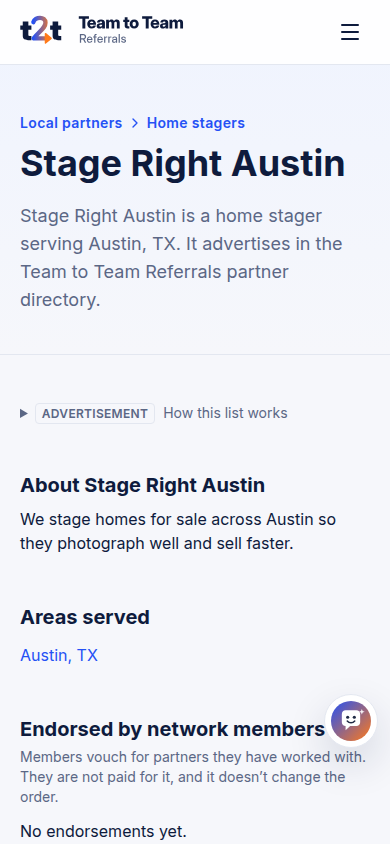 t2t Team to Team
Referrals
Local partners > Home stagers
Stage Right Austin
Stage Right Austin is a home stager
serving Austin, TX. It advertises in the
Team to Team Referrals partner
directory.
ADVERTISEMENT How this list works
About Stage Right Austin
We stage homes for sale across Austin so
they photograph well and sell faster.
Areas served
Austin, TX
Endorsed by network members
Members vouch for partners they have worked with.
They are not paid for it, and it doesn’t change the
order.
No endorsements yet.